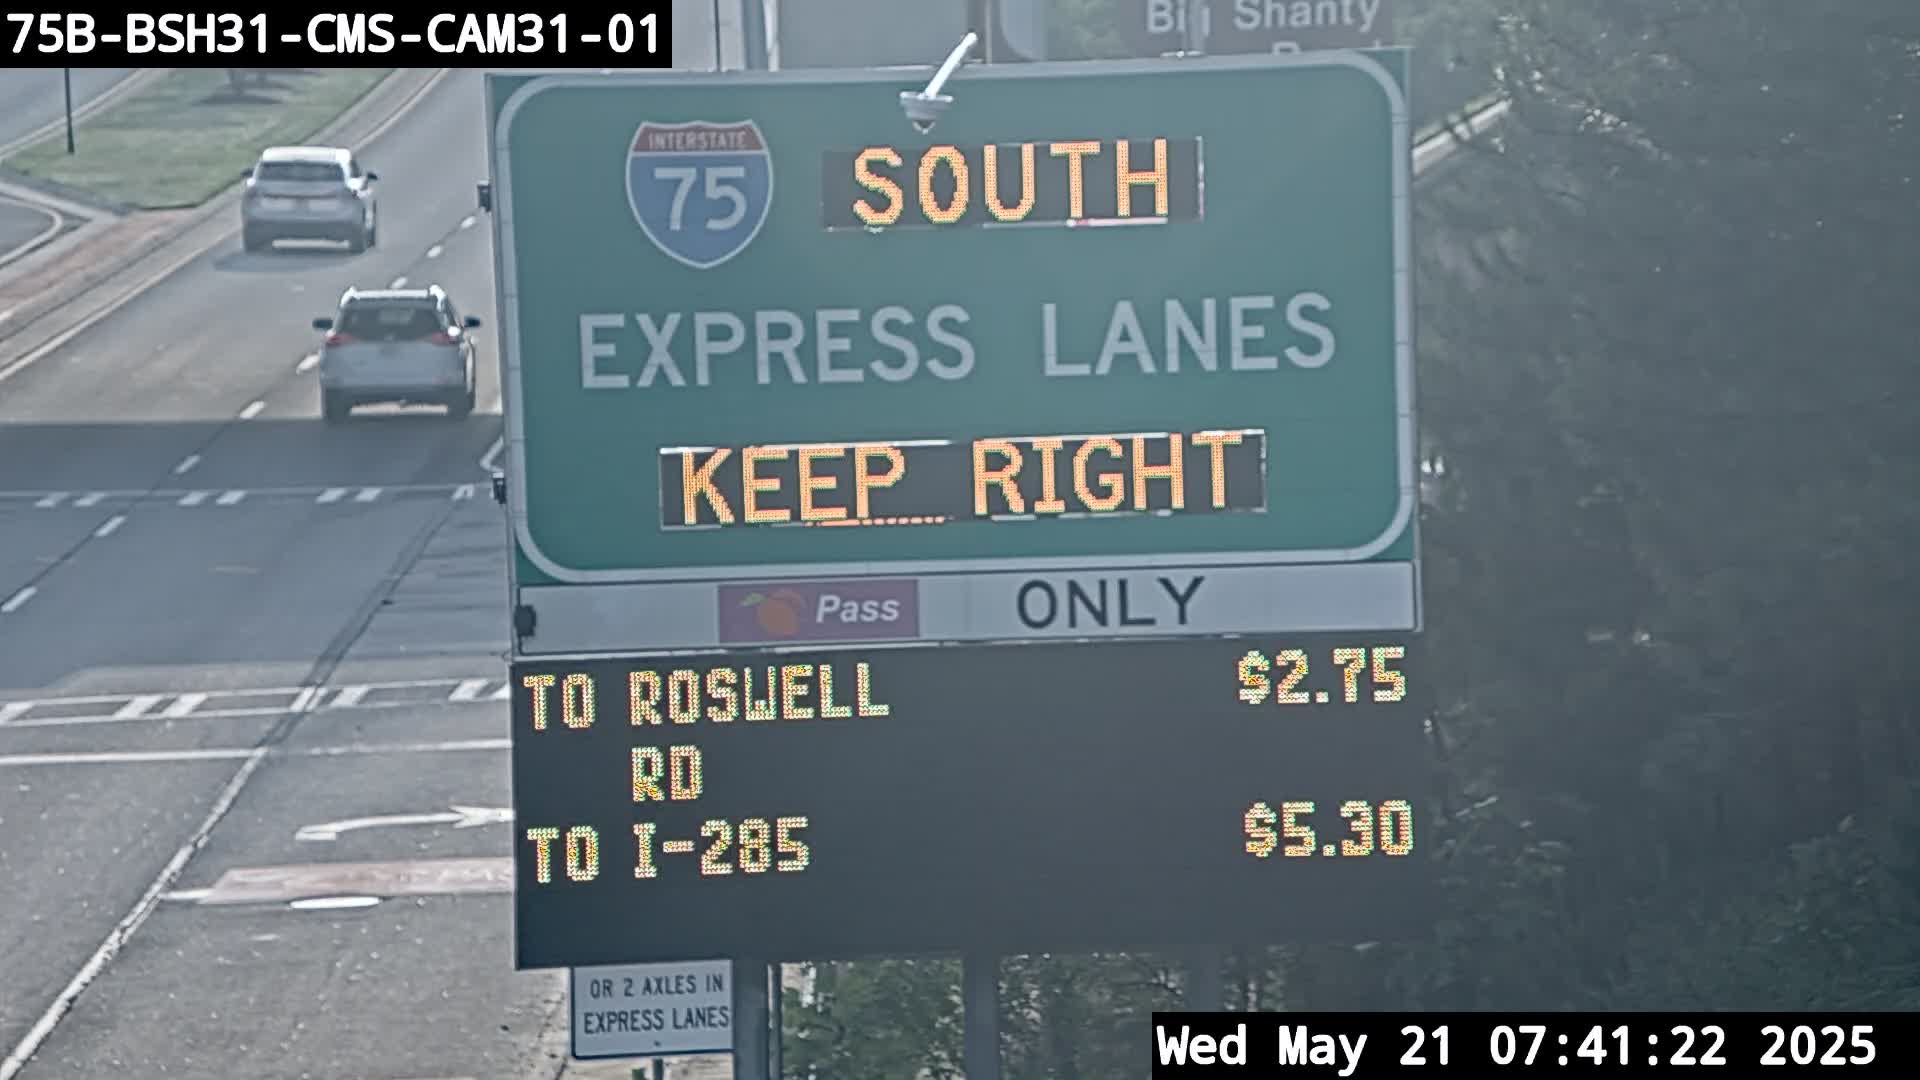 75B-BSH31-CMS-CAM31-01
Big Shanty
INTERSTATE
75
SOUTH
EXPRESS LANES
KEEP RIGHT
Pass
ONLY
TO ROSWELL $2.75
RD
TO I-285 $5.30
OR 2 AXLES IN
EXPRESS LANES
Wed May 21 07:41:22 2025